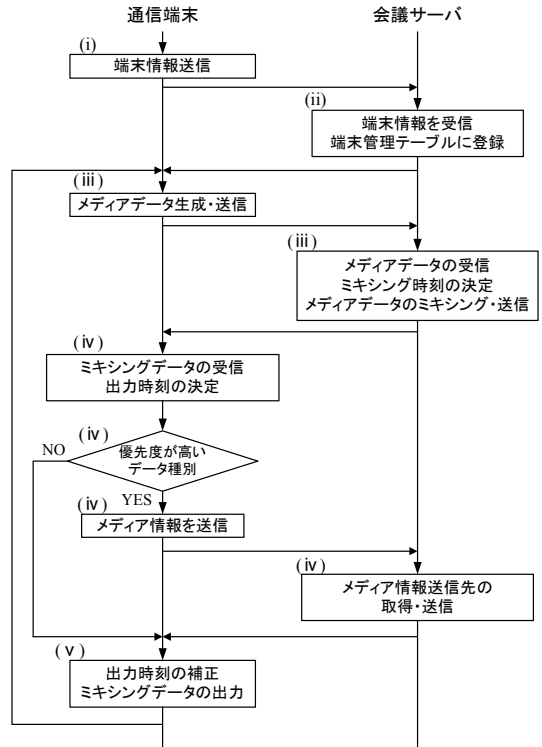 通信端末
会議サーバ
(i)
端末情報送信
(ii)
端末情報を受信
端末管理テーブルに登録
(iii)
メディアデータ生成・送信
(iii)
メディアデータの受信
ミキシング時刻の決定
メディアデータのミキシング・送信
(iv)
ミキシングデータの受信
出力時刻の決定
(iv)
NO
優先度が高い
データ種別
(iv)
YES
メディア情報を送信
(iv)
メディア情報送信先の
取得・送信
(v)
出力時刻の補正
ミキシングデータの出力